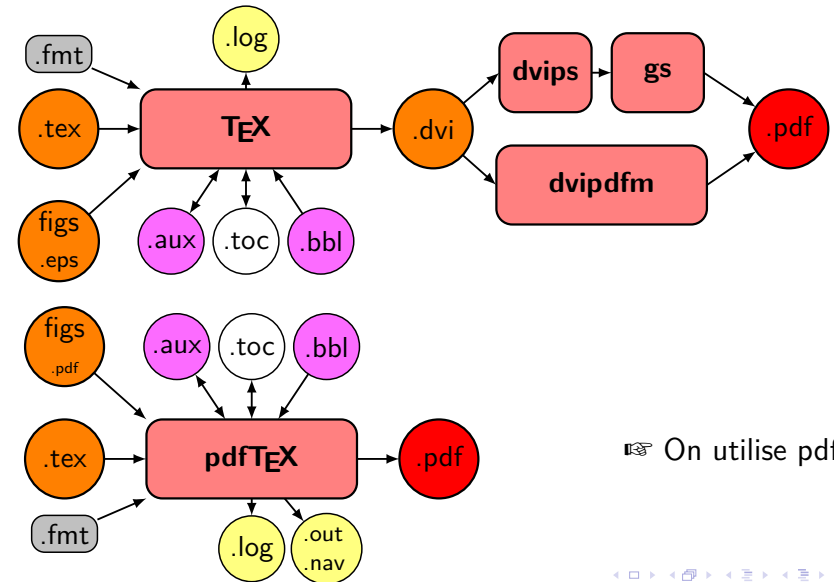 .log
.fmt
dvips
gs
.tex
TEX
.dvi
.pdf
dvipdfm
figs
.eps
.aux
.toc
.bbl
figs
.pdf
.aux
.toc
.bbl
.tex
pdfTEX
.pdf
☞ On utilise pdf
.fmt
.log
.out
.nav